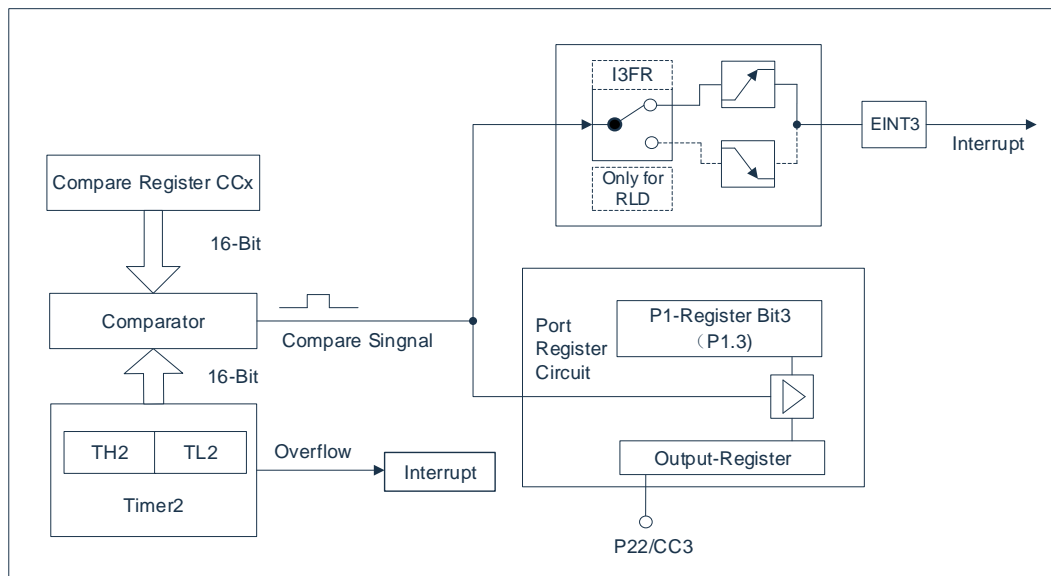 I3FR
Only for
RLD
EINT3
Interrupt
Compare Register CCx
16-Bit
Comparator
Compare Singnal
16-Bit
TH2
TL2
Timer2
Overflow
Interrupt
Port
Register
Circuit
P1-Register Bit3
（P1.3)
Output-Register
P22/CC3